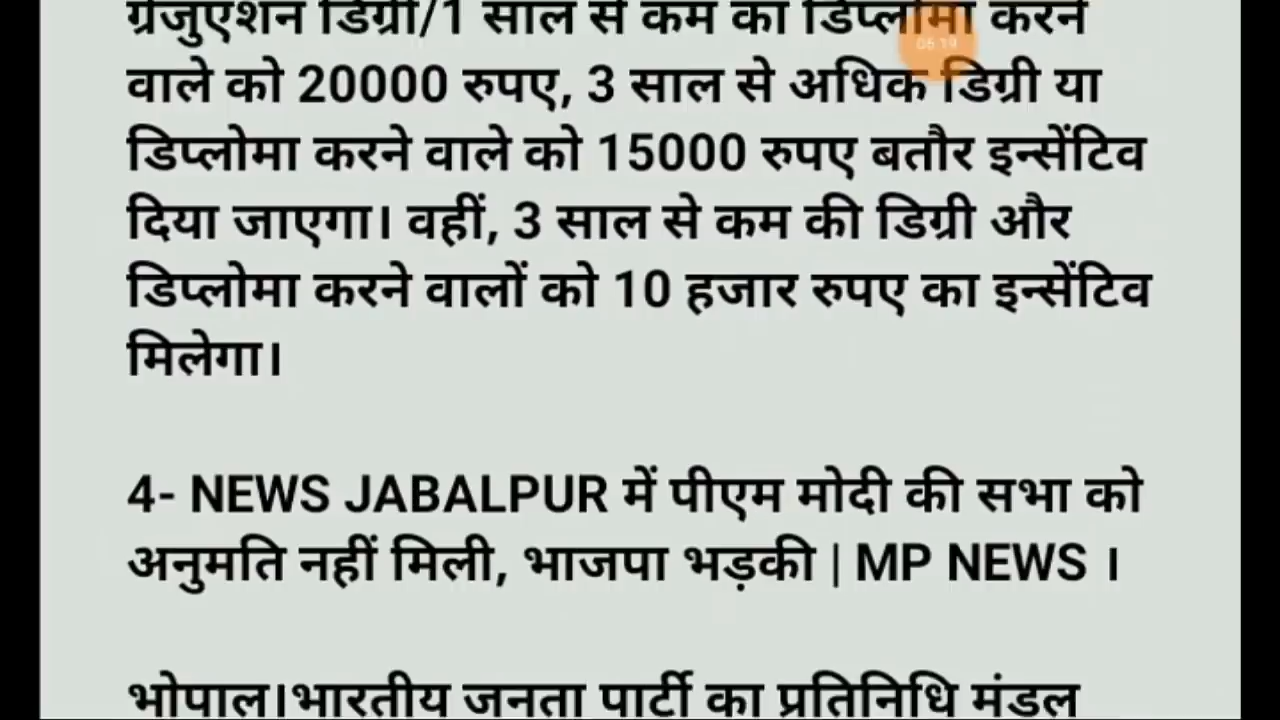 ग्रेजुएशन डिग्री/1 साल से कम का डिप्लोमा करने
वाले को 20000 रुपए, 3 साल से अधिक डिग्री या
डिप्लोमा करने वाले को 15000 रुपए बतौर इन्सेंटिव
दिया जाएगा। वहीं, 3 साल से कम की डिग्री और
डिप्लोमा करने वालों को 10 हजार रुपए का इन्सेंटिव
मिलेगा।
4- NEWS JABALPUR में पीएम मोदी की सभा को
अनुमति नहीं मिली, भाजपा भड़की | MP NEWS ।
भोपाल।भारतीय जनता पार्टी का प्रतिनिधि मंडल